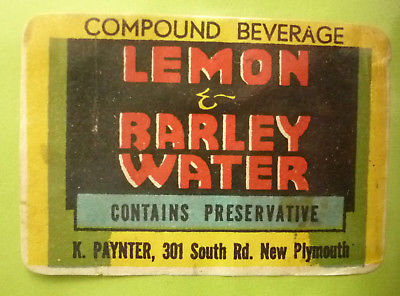 COMPOUND BEVERAGE
LEMON
&
BARLEY
WATER
CONTAINS PRESERVATIVE
K. PAYNTER, 301 South Rd. New Plymouth